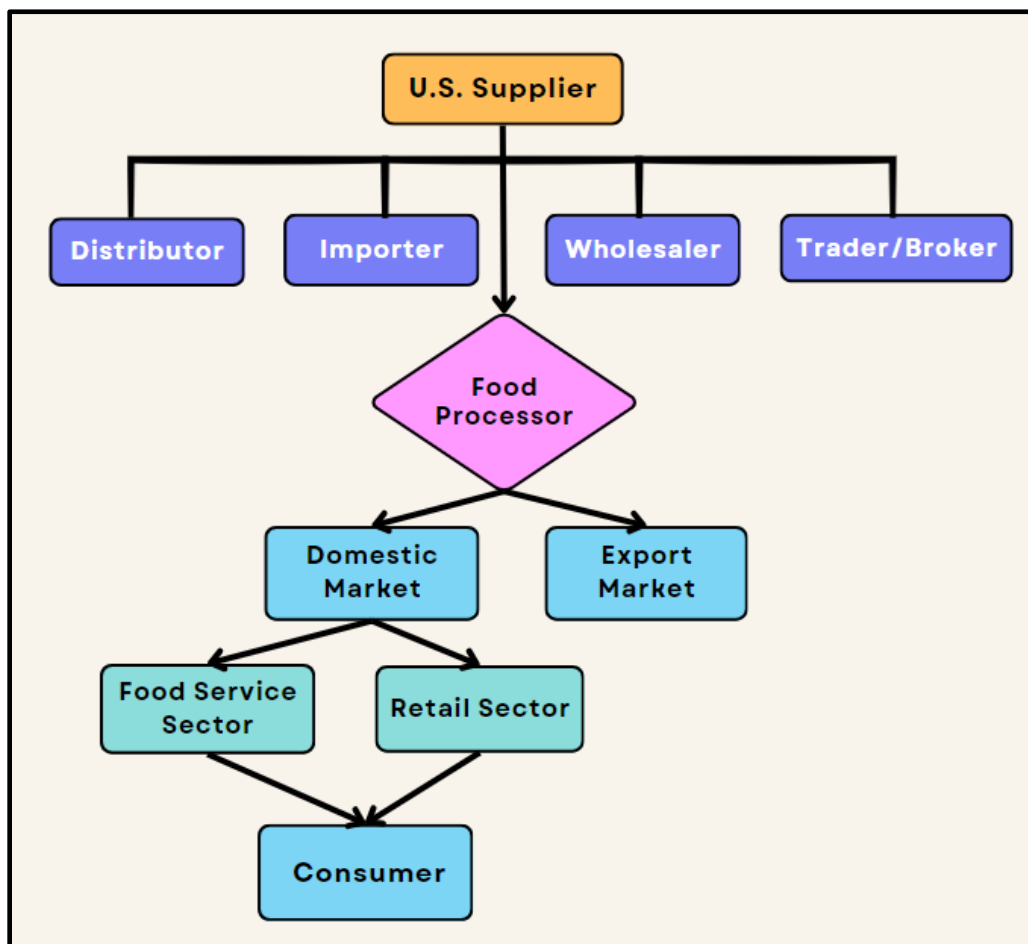 U.S. Supplier
Distributor
Importer
Wholesaler
Trader/Broker
Food
Processor
Domestic
Market
Export
Market
Food Service
Sector
Retail Sector
Consumer